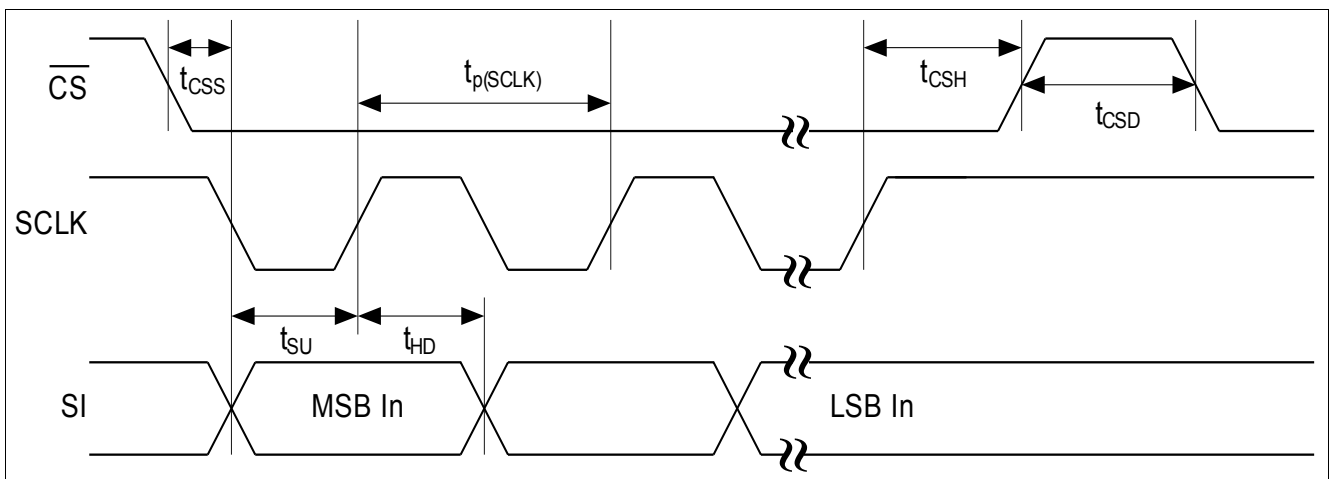 CS
tCSS
tp(SCLK)
tCSH
tCSD
SCLK
tSU
tHD
SI
MSB In
LSB In